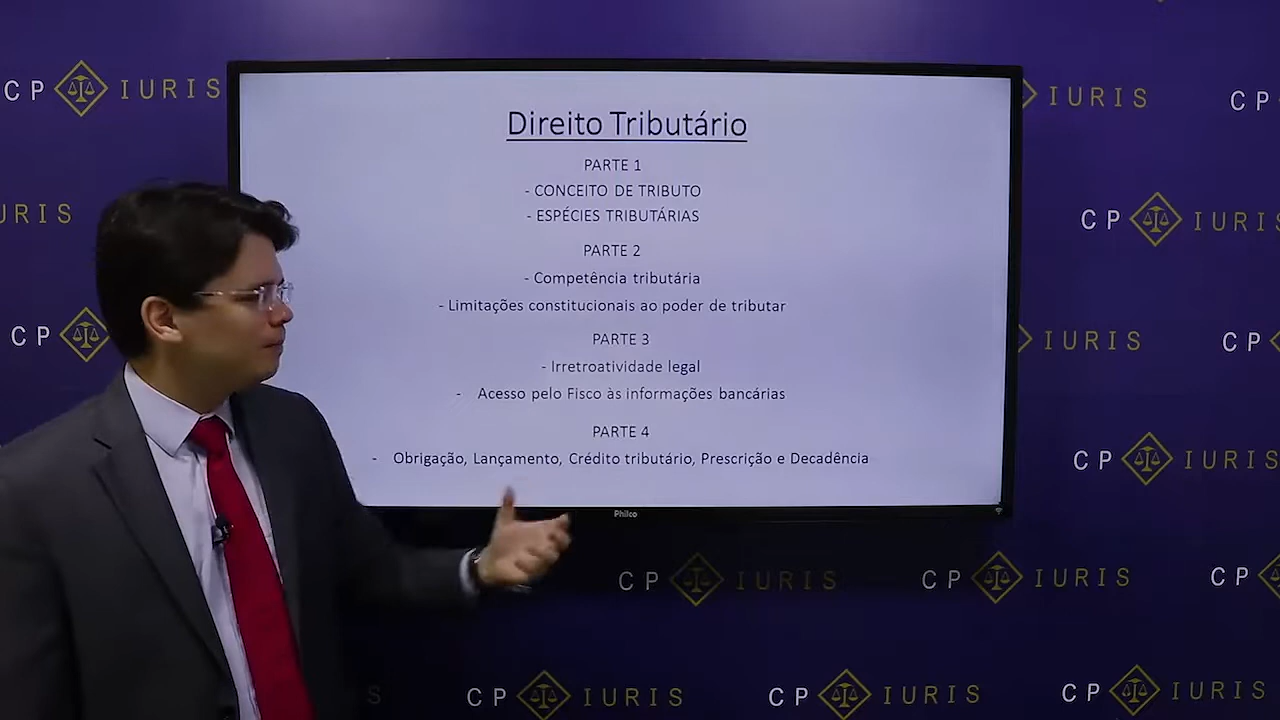 Direito Tributário
PARTE 1
- CONCEITO DE TRIBUTO
- ESPÉCIES TRIBUTÁRIAS
PARTE 2
- Competência tributária
- Limitações constitucionais ao poder de tributar
PARTE 3
- Irretroatividade legal
- Acesso pelo Fisco às informações bancárias
PARTE 4
- Obrigação, Lançamento, Crédito tributário, Prescrição e Decadência
Philco
CP IURIS
IURIS
CP
URIS
CP IURIS
CP
IURIS
CP
CP IURIS
CP IURIS
CP IURIS
CP
S
CP IURIS
CP IURIS
CP IURIS